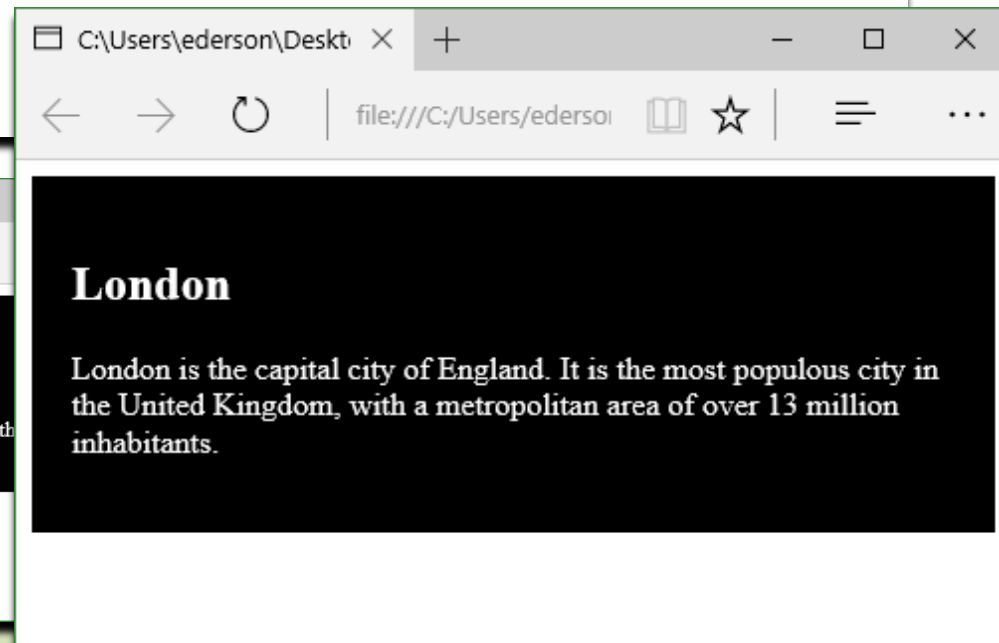 C:\Users\ederson\Deskt
file:///C:/Users/ederso
London
London is the capital city of England. It is the most populous city in
the United Kingdom, with a metropolitan area of over 13 million
inhabitants.
th